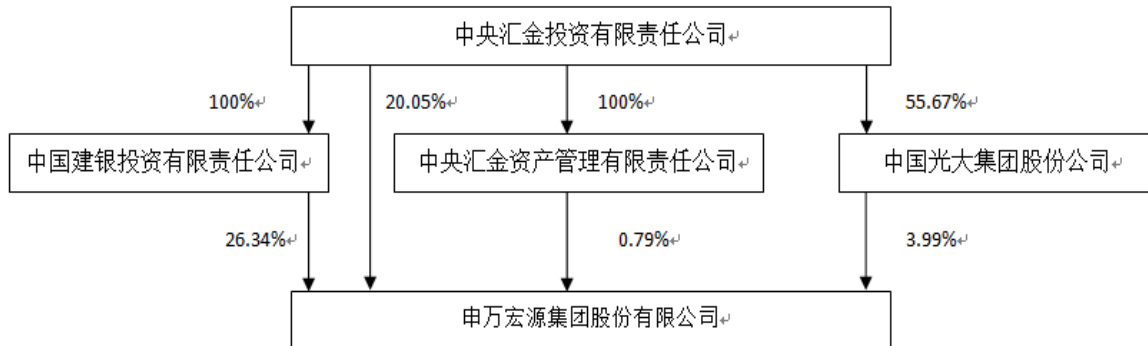 中央汇金投资有限责任公司↵
100%↵
20.05%↵
100%↵
55.67%↵
中国建银投资有限责任公司↵
中央汇金资产管理有限责任公司↵
中国光大集团股份公司↵
26.34%↵
0.79%↵
3.99%↵
申万宏源集团股份有限公司↵